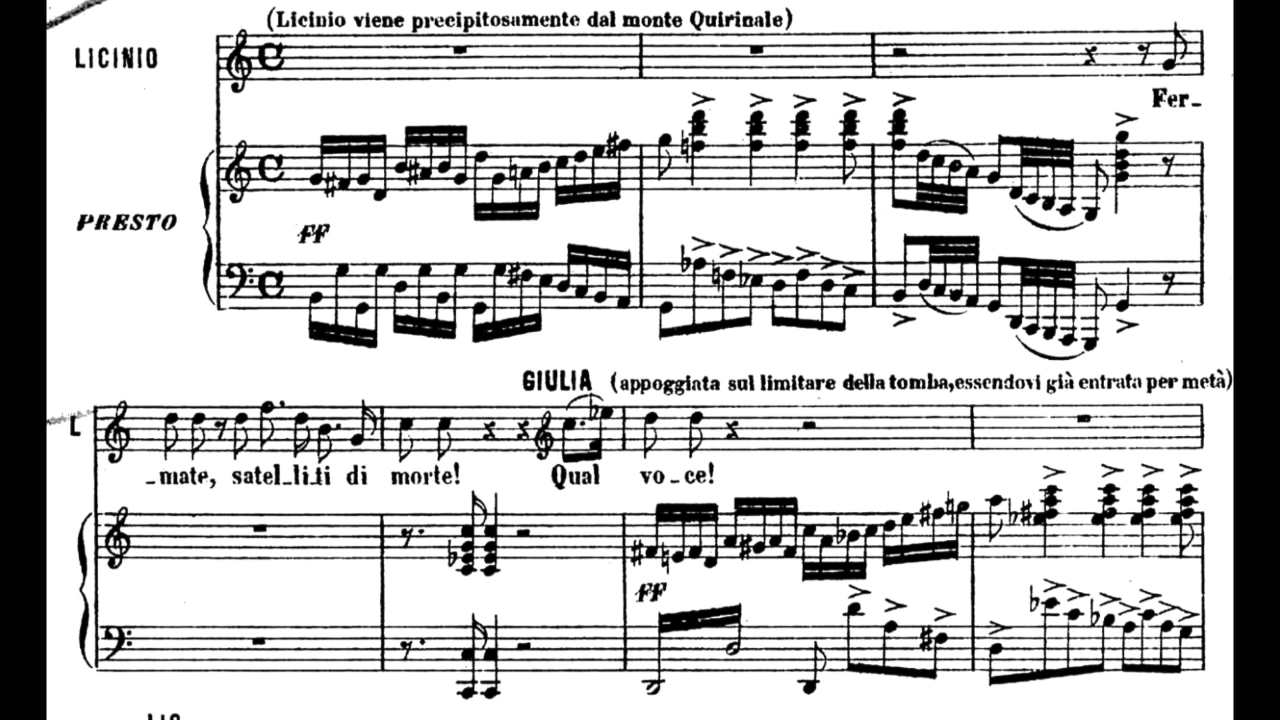 (Licinio viene precipitosamente dal monte Quirinale)
LICINIO
Fer_
PRESTO
FF
GIULIA (appoggiata sul limitare della tomba, essendovi già entrata per metà)
L
_mate, satel_li_ti di morte! Qual vo_ce!
FF